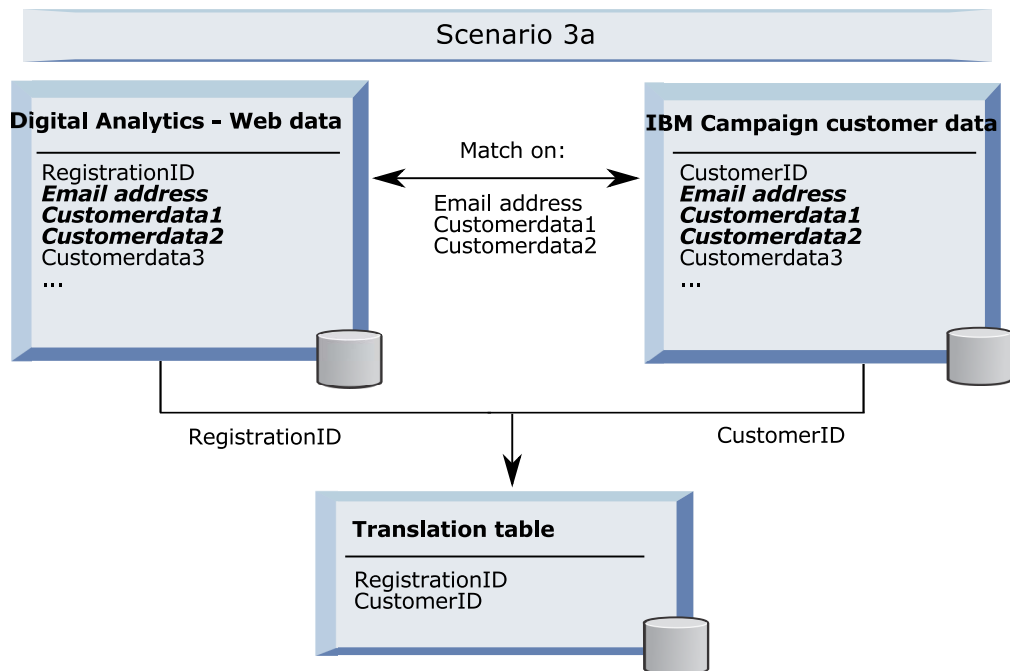 Scenario 3a
Digital Analytics - Web data
RegistrationID
Email address
Customerdata1
Customerdata2
Customerdata3
...
Match on:
Email address
Customerdata1
Customerdata2
IBM Campaign customer data
CustomerID
Email address
Customerdata1
Customerdata2
Customerdata3
...
RegistrationID
CustomerID
Translation table
RegistrationID
CustomerID